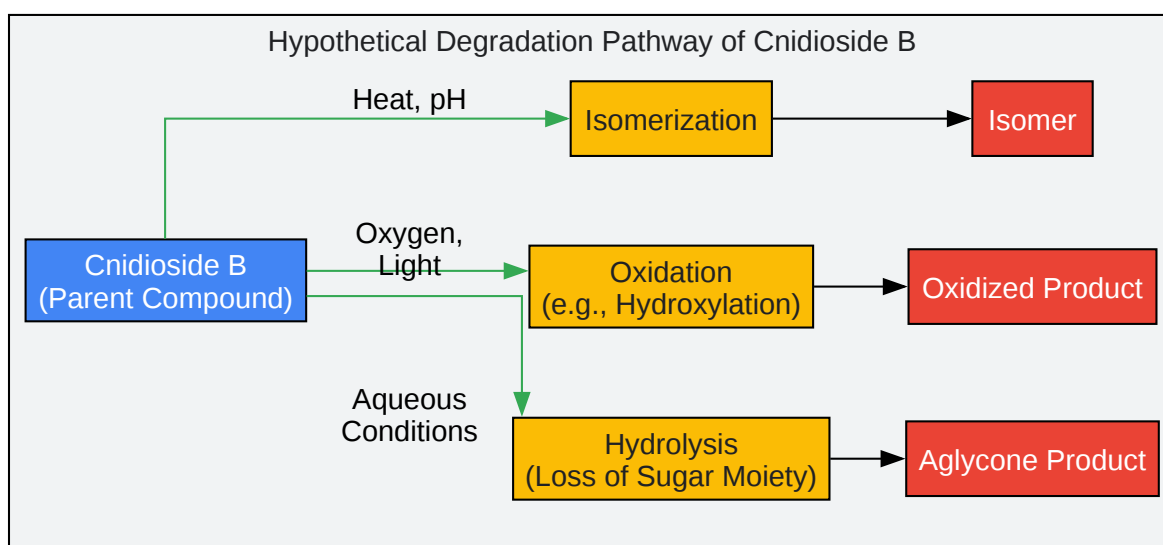 Hypothetical Degradation Pathway of Cnidioside B
Heat, pH
Isomerization
Isomer
Cnidioside B
(Parent Compound)
Oxygen,
Light
Oxidation
(e.g., Hydroxylation)
Oxidized Product
Aqueous
Conditions
Hydrolysis
(Loss of Sugar Moiety)
Aglycone Product